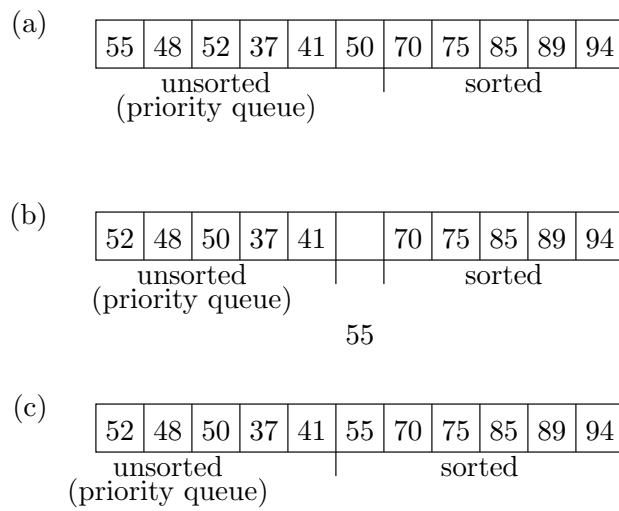 (a)
55 48 52 37 41 50 70 75 85 89 94
unsorted sorted
(priority queue)
(b)
52 48 50 37 41 70 75 85 89 94
unsorted sorted
(priority queue)
55
(c)
52 48 50 37 41 55 70 75 85 89 94
unsorted sorted
(priority queue)